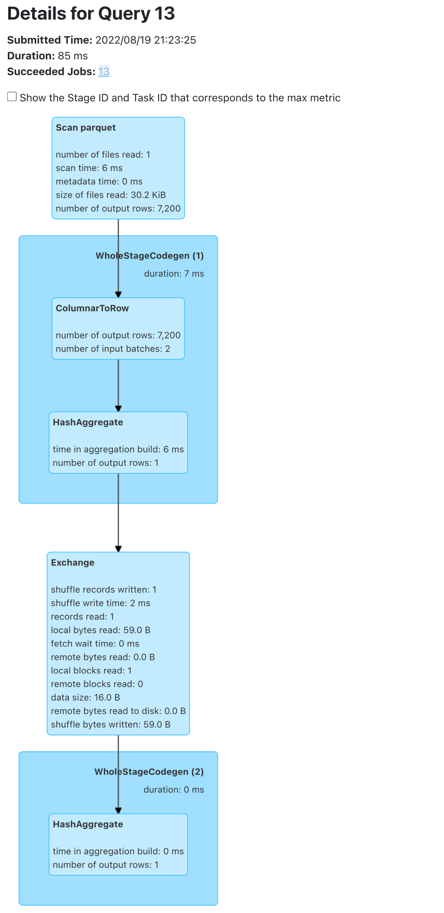 Details for Query 13
Submitted Time: 2022/08/19 21:23:25
Duration: 85 ms
Succeeded Jobs: 13
Show the Stage ID and Task ID that corresponds to the max metric
Scan parquet
number of files read: 1
scan time: 6 ms
metadata time: 0 ms
size of files read: 30.2 KiB
number of output rows: 7,200
WholeStageCodegen (1)
duration: 7 ms
ColumnarToRow
number of output rows: 7,200
number of input batches: 2
HashAggregate
time in aggregation build: 6 ms
number of output rows: 1
Exchange
shuffle records written: 1
shuffle write time: 2 ms
records read: 1
local bytes read: 59.0 B
fetch wait time: 0 ms
remote bytes read: 0.0 B
local blocks read: 1
remote blocks read: 0
data size: 16.0 B
remote bytes read to disk: 0.0 B
shuffle bytes written: 59.0 B
WholeStageCodegen (2)
duration: 0 ms
HashAggregate
time in aggregation build: 0 ms
number of output rows: 1